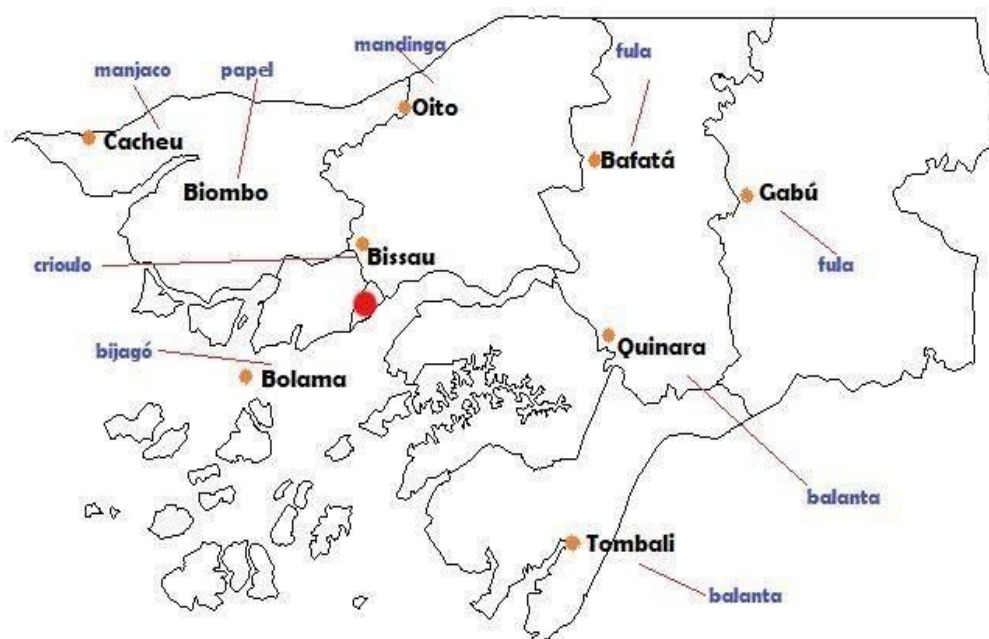 mandinga
fula
manjaco
papel
Oito
Cacheu
Bafatá
Biombo
Gabú
Bissau
crioulo
fula
Quinara
bijagó
Bolama
balanta
Tombali
balanta